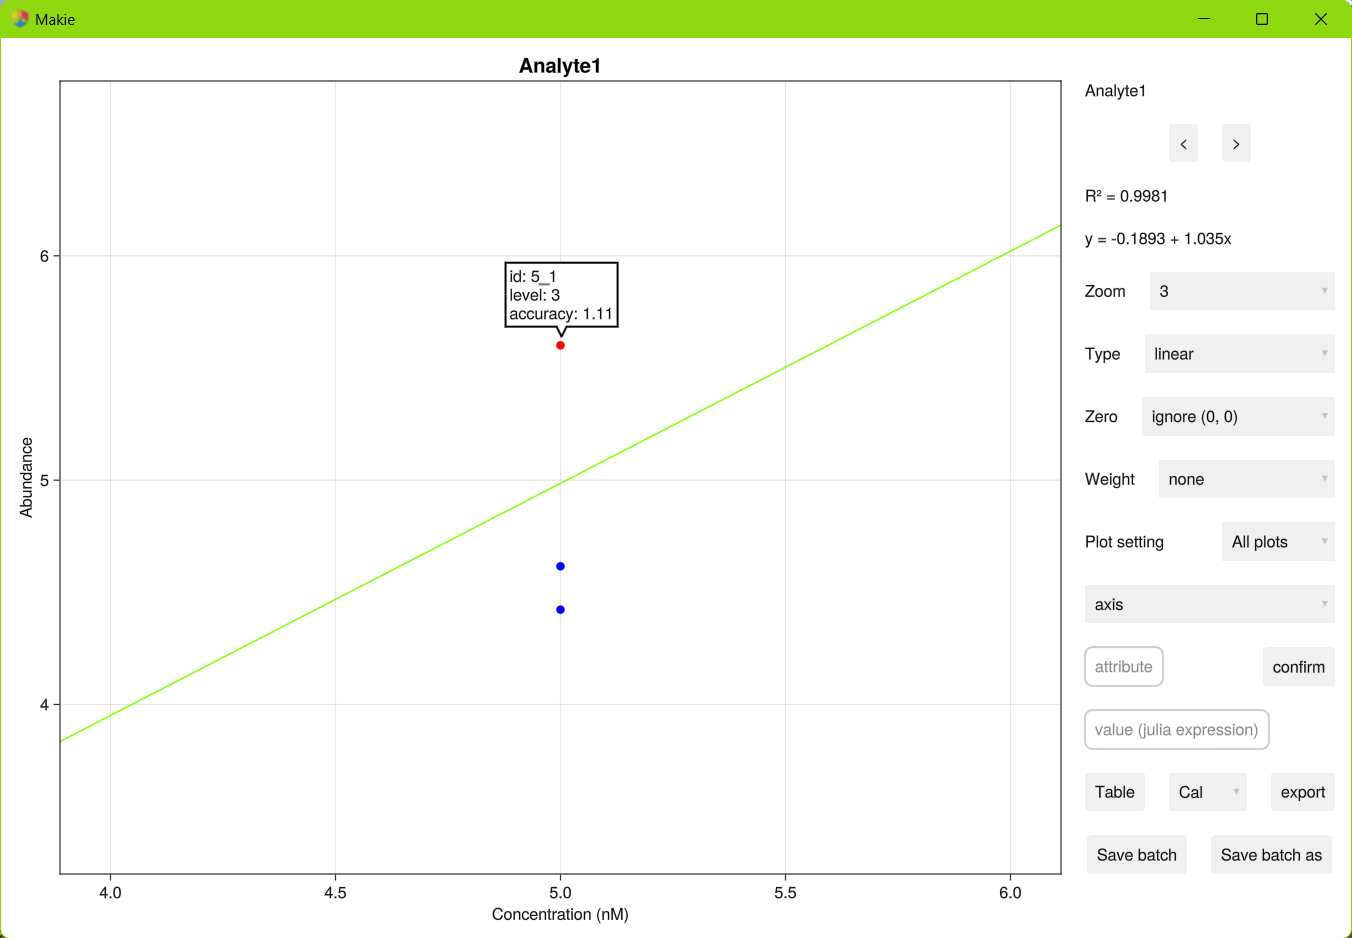 Makie
Analyte1
Analyte1
<
>
R² = 0.9981
y = -0.1893 + 1.035x
Zoom 3
Type linear
Zero ignore (0, 0)
Weight none
Plot setting All plots
axis
attribute confirm
value (julia expression)
Table Cal export
Save batch Save batch as
id: 5_1
level: 3
accuracy: 1.11
Abundance
6
5
4
4.0 4.5 5.0 5.5 6.0
Concentration (nM)